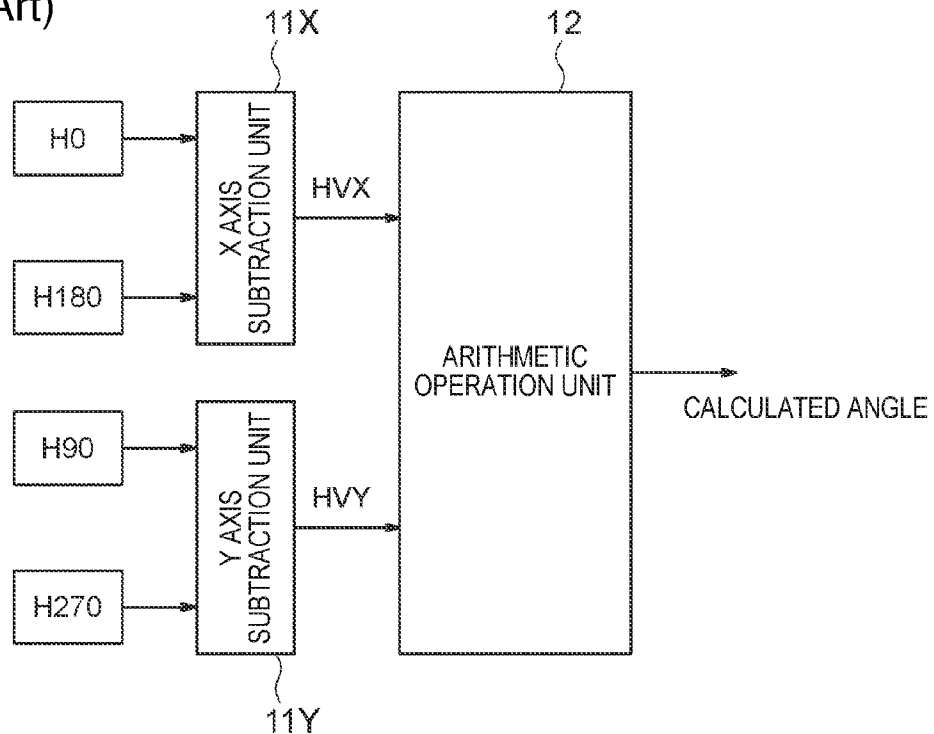 Art)
11X
12
H0
H180
X AXIS
SUBTRACTION UNIT
HVX
ARITHMETIC
OPERATION UNIT
CALCULATED ANGLE
H90
H270
Y AXIS
SUBTRACTION UNIT
HVY
11Y